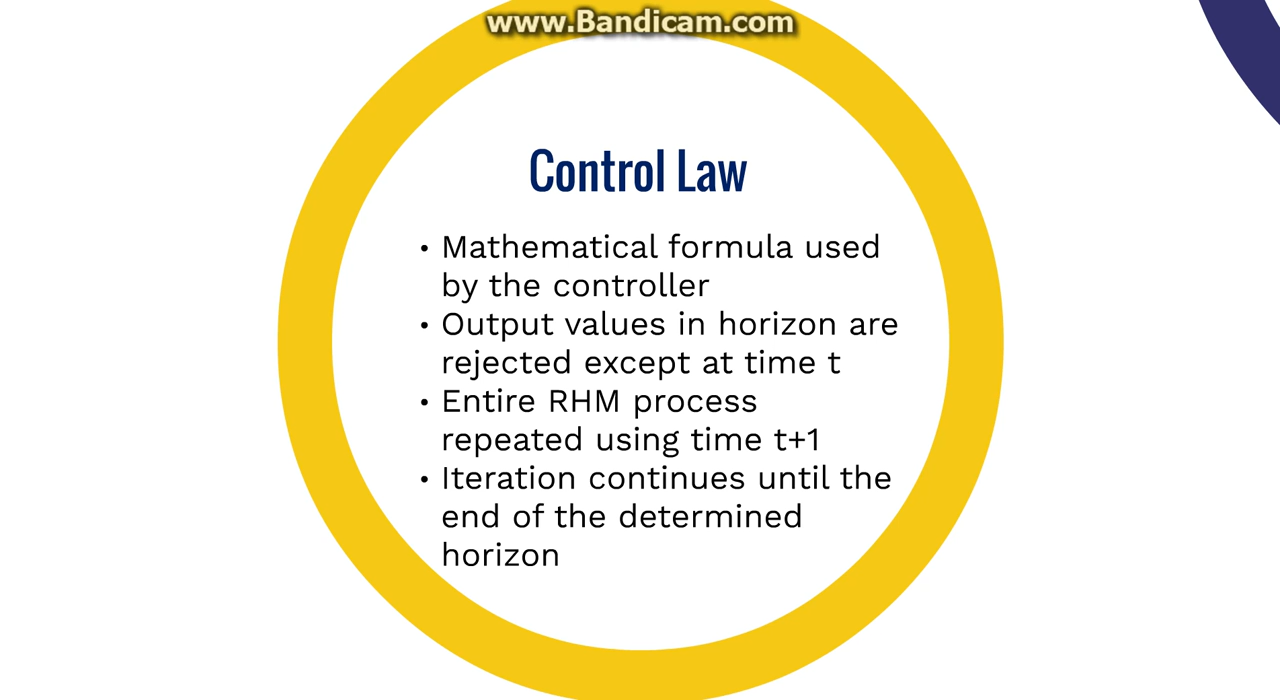 www.Bandicam.com
Control Law
• Mathematical formula used
by the controller
• Output values in horizon are
rejected except at time t
• Entire RHM process
repeated using time t+1
• Iteration continues until the
end of the determined
horizon